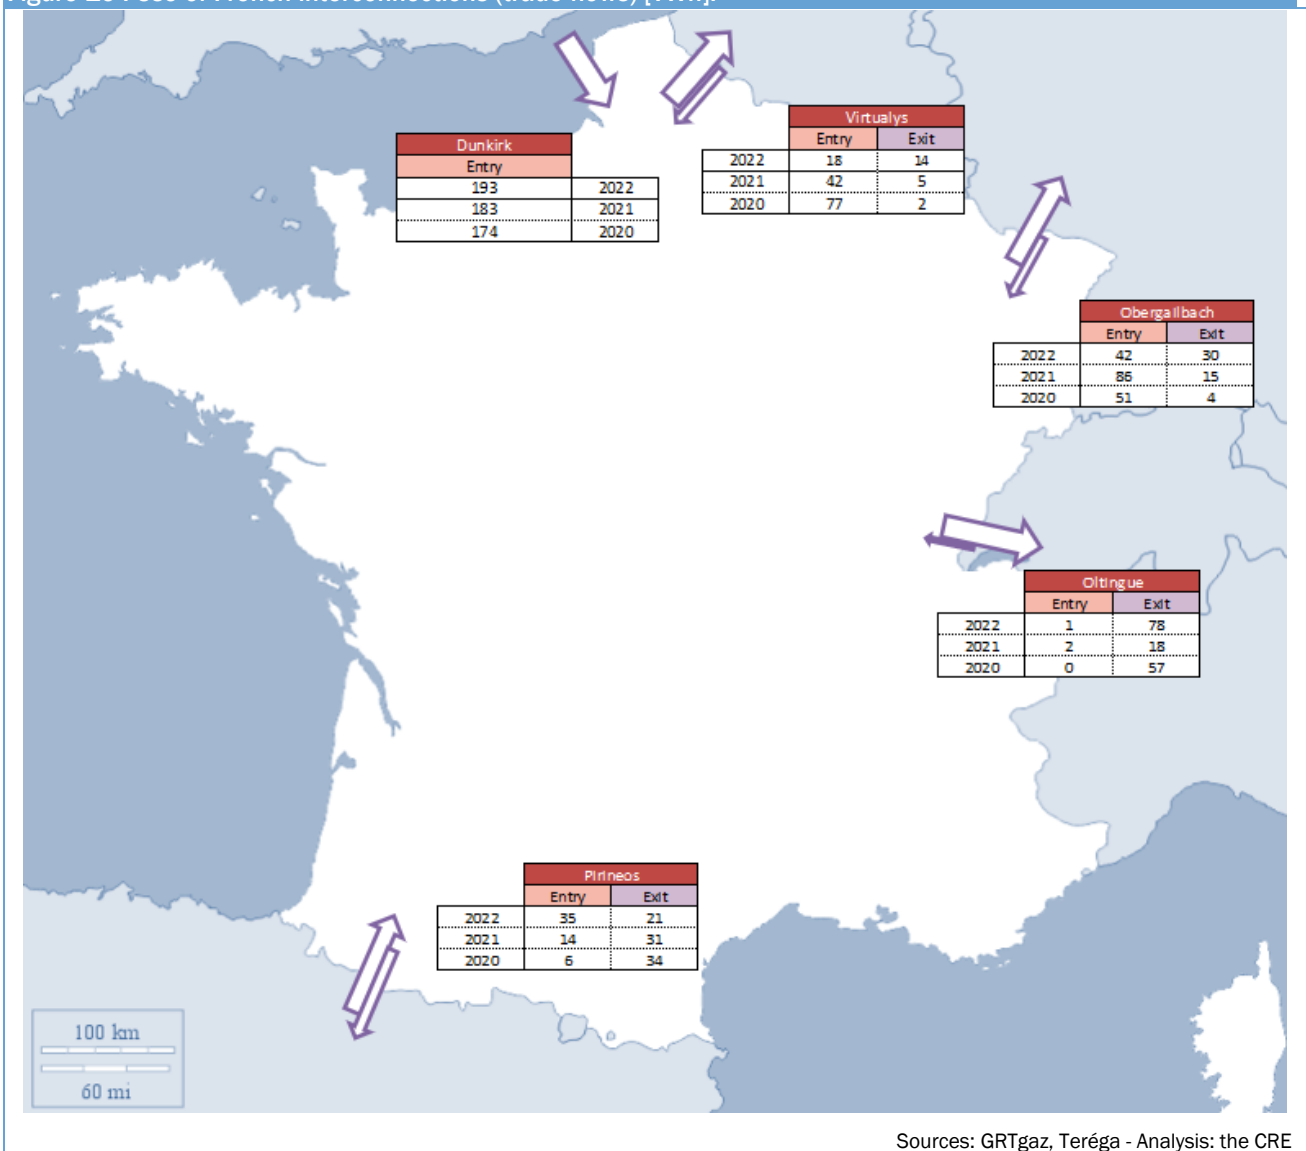 Dunkirk
Entry
193 2022
183 2021
174 2020
Virtualys
Entry Exit
2022 18 14
2021 42 5
2020 77 2
Obergailbach
Entry Exit
2022 42 30
2021 86 15
2020 51 4
Oltingue
Entry Exit
2022 1 78
2021 2 18
2020 0 57
Pirineos
Entry Exit
2022 35 21
2021 14 31
2020 6 34
100 km
60 mi
Sources: GRTgaz, Teréga - Analysis: the CRE